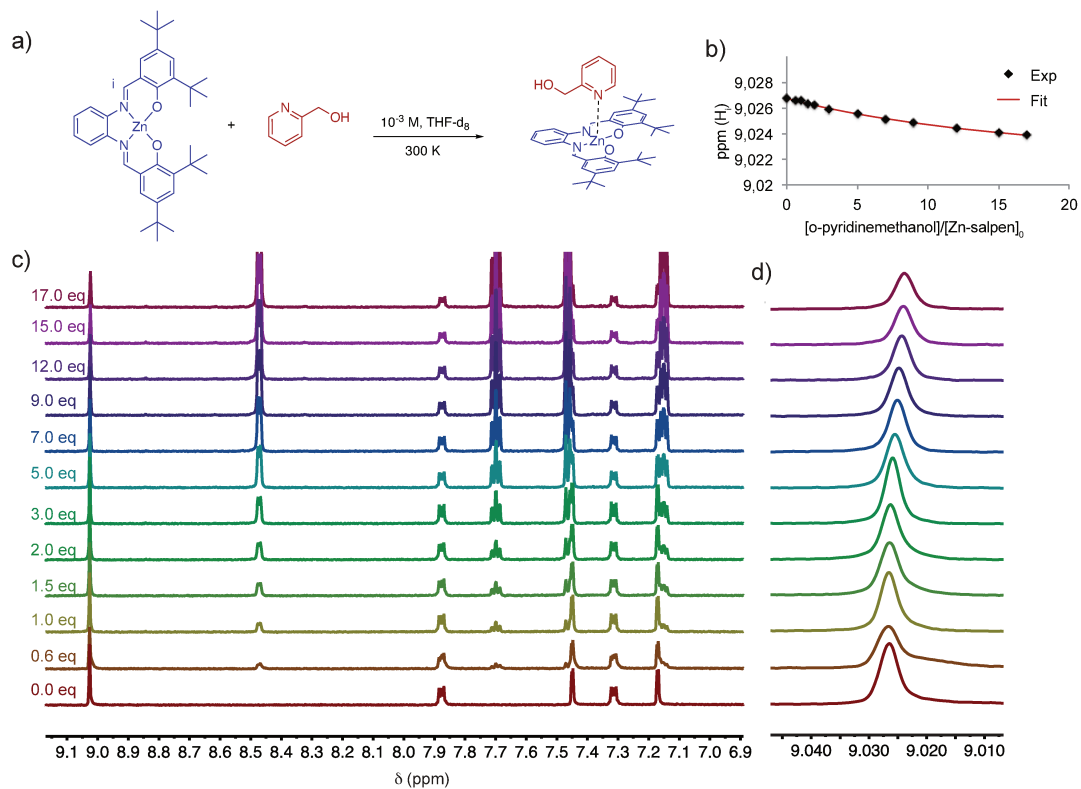 a)
i
N
O
Zn
N
O
+
N
OH
10-3 M, THF-d8
300 K
HO
N
N
Zn
O
N
O
b)
9,028
9,026
9,024
9,022
9,02
ppm (Hi)
0
5
10
15
20
[o-pyridinemethanol]/[Zn-salpen]0
Exp
Fit
c)
17.0 eq
15.0 eq
12.0 eq
9.0 eq
7.0 eq
5.0 eq
3.0 eq
2.0 eq
1.5 eq
1.0 eq
0.6 eq
0.0 eq
9.1 9.0 8.9 8.8 8.7 8.6 8.5 8.4 8.3 8.2 8.1 8.0 7.9 7.8 7.7 7.6 7.5 7.4 7.3 7.2 7.1 7.0 6.9
δ (ppm)
d)
9.040 9.030 9.020 9.010